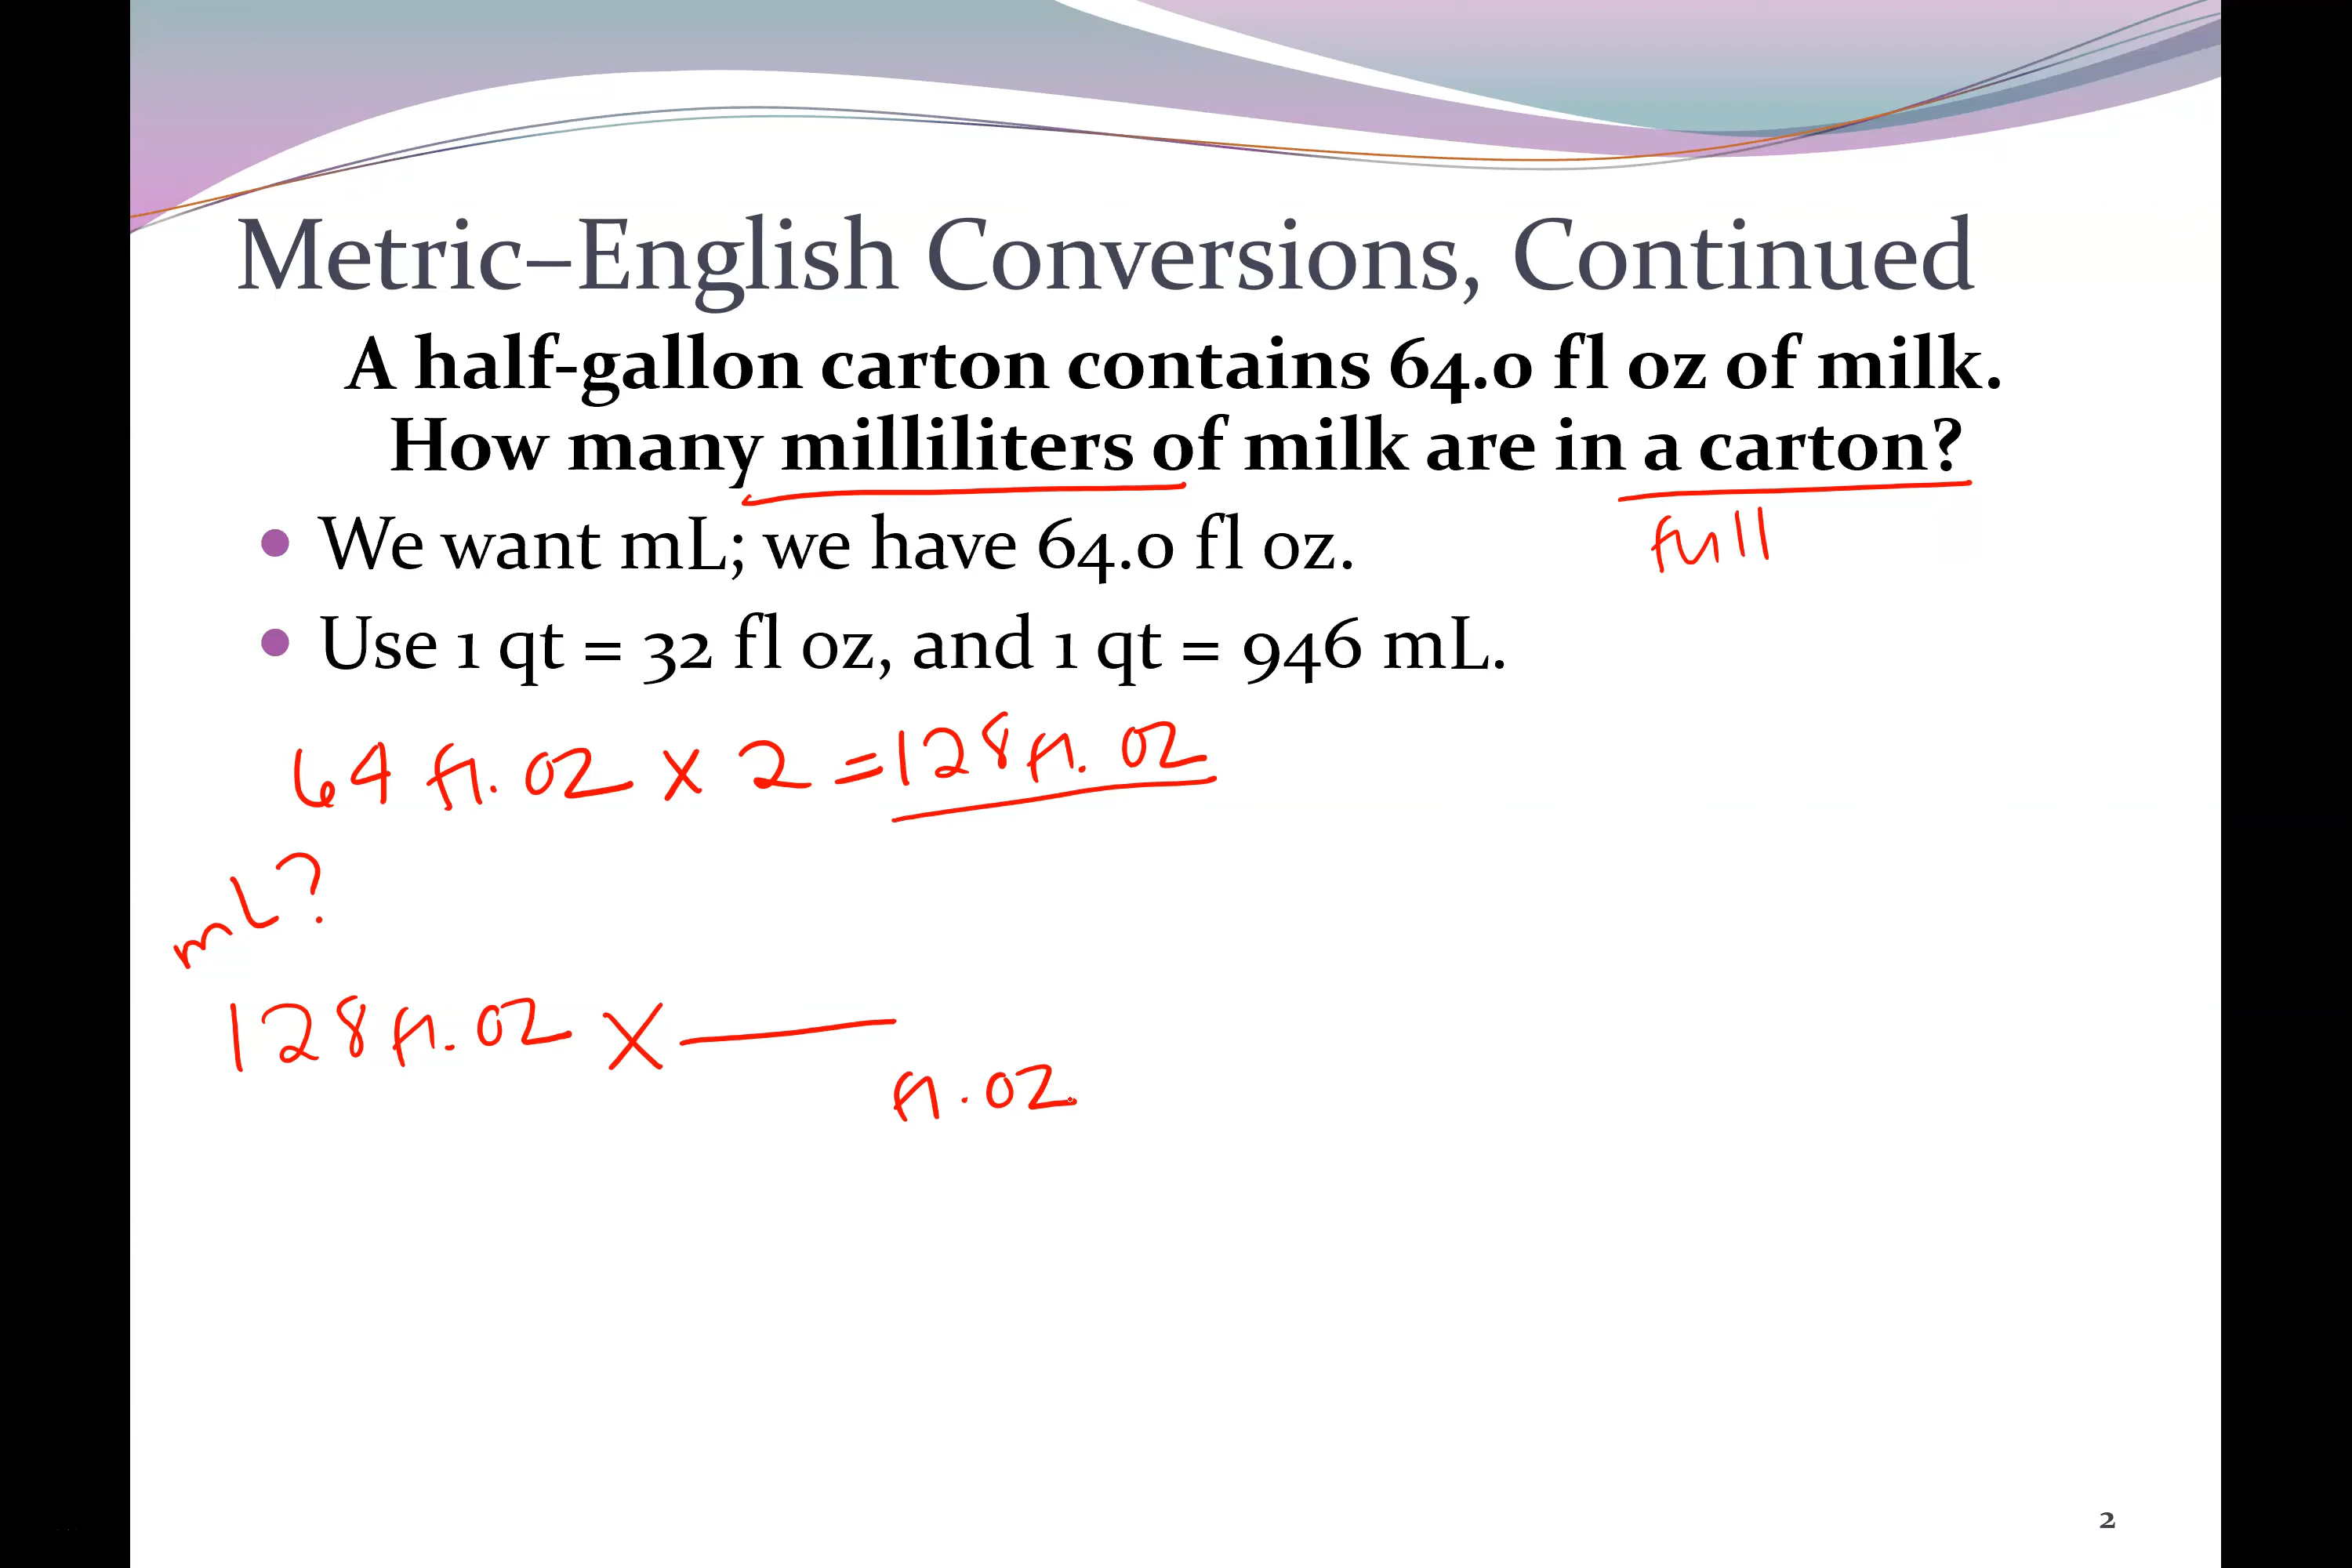 Metric–English Conversions, Continued
A half-gallon carton contains 64.0 fl oz of milk.
How many milliliters of milk are in a carton?
full
• We want mL; we have 64.0 fl oz.
• Use 1 qt = 32 fl oz, and 1 qt = 946 mL.
64 fl. oz x 2 = 128 fl. oz
mL?
128 fl. oz x
fl. oz
2